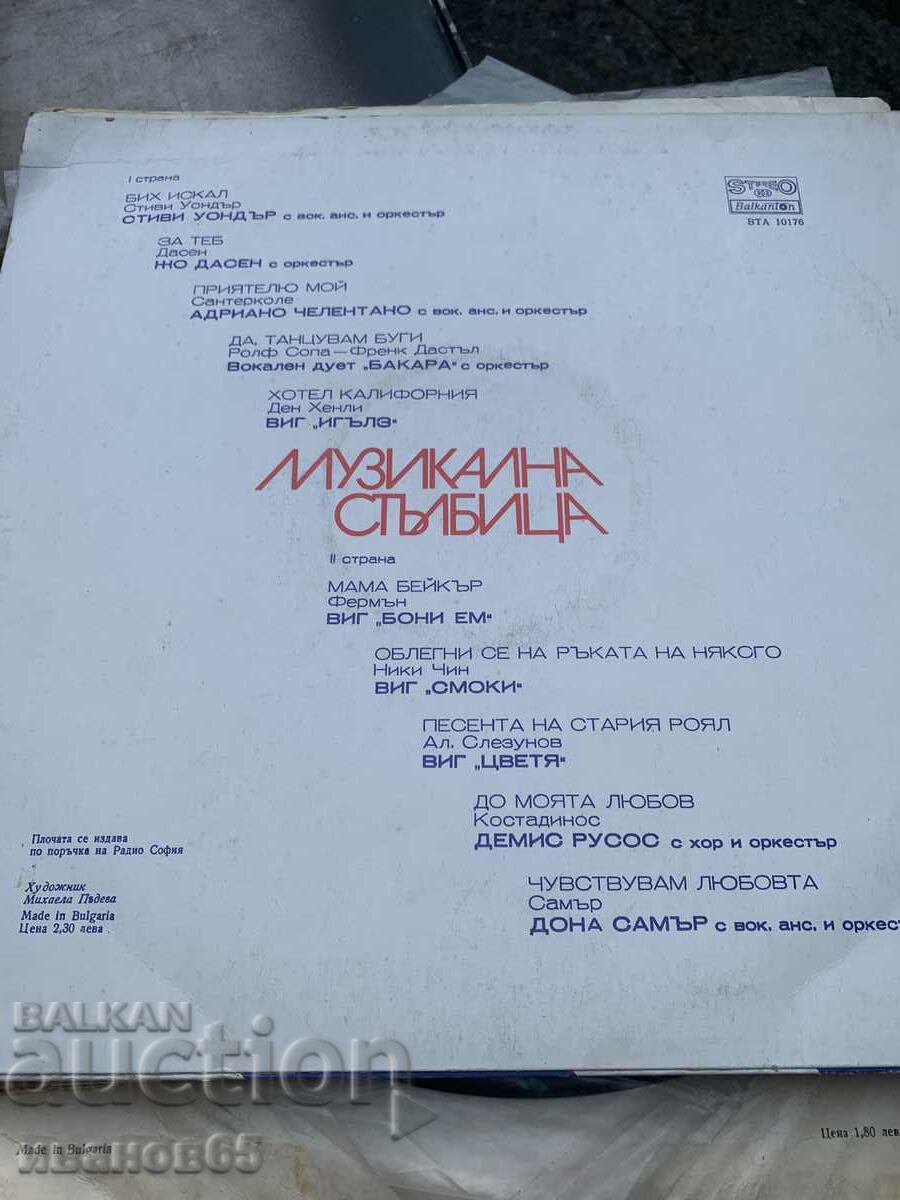 I страна
STEREO
Balkanton
BTA 10176
БИХ ИСКАЛ
Стиви Уондър
СТИВИ УОНДЪР с вок. анс. и оркестър
ЗА ТЕБ
Дасен
ЖО ДАСЕН с оркестър
ПРИЯТЕЛЮ МОЙ
Сантерколе
АДРИАНО ЧЕЛЕНТАНО с вок. анс. и оркестър
ДА, ТАНЦУВАМ БУГИ
Ролф Сопа—Френк Дастъл
Вокален дует „БАКАРА“ с оркестър
ХОТЕЛ КАЛИФОРНИЯ
Ден Хенли
ВИГ „ИГЪЛЗ“
МУЗИКАЛНА
СТЪЛБИЦА
II страна
МАМА БЕЙКЪР
Фермън
ВИГ „БОНИ ЕМ“
ОБЛЕГНИ СЕ НА РЪКАТА НА НЯКОГО
Ники Чин
ВИГ „СМОКИ“
ПЕСЕНТА НА СТАРИЯ РОЯЛ
Ал. Слезунов
ВИГ „ЦВЕТЯ“
ДО МОЯТА ЛЮБОВ
Костадинос
ДЕМИС РУСОС с хор и оркестър
ЧУВСТВУВАМ ЛЮБОВТА
Самър
ДОНА САМЪР с вок. анс. и оркест
Плочата се издава
по поръчка на Радио София
Художник
Михаела Пъдева
Made in Bulgaria
Цена 2,30 лева
BALKAN
auction
Made in Bulgaria
Цена 1,80 лев
иванов65